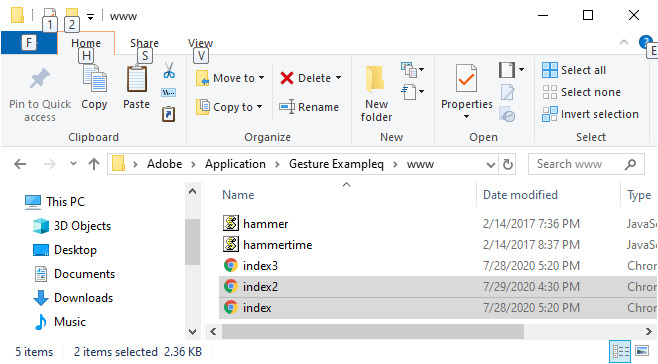 1 2 www
F Home Share View E
H S V
Pin to Quick access Copy Paste
Move to Copy to Delete Rename
New folder
Properties
Select all
Select none
Invert selection
Clipboard Organize New Open Select
Adobe Application Gesture Exampleq www Search www
This PC
3D Objects
Desktop
Documents
Downloads
Music
Name Date modified Type
hammer 2/14/2017 7:36 PM JavaSc
hammertime 2/14/2017 8:37 PM JavaSc
index3 7/28/2020 5:20 PM Chron
index2 7/29/2020 4:30 PM Chron
index 7/28/2020 5:20 PM Chron
5 items 2 items selected 2.36 KB